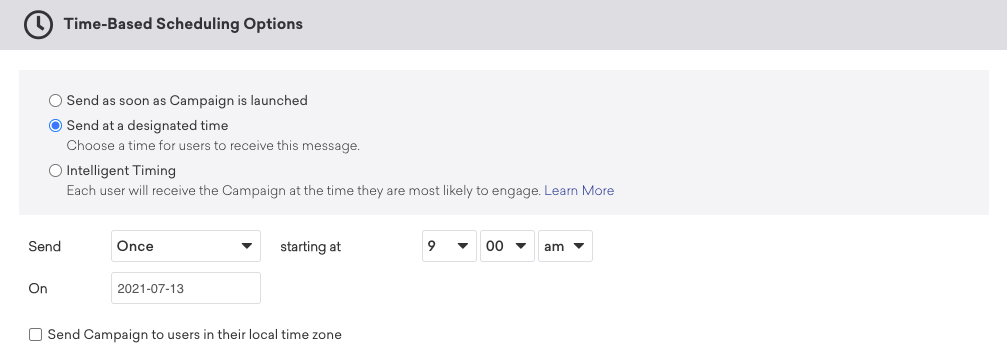 Time-Based Scheduling Options
Send as soon as Campaign is launched
Send at a designated time
Choose a time for users to receive this message.
Intelligent Timing
Each user will receive the Campaign at the time they are most likely to engage. Learn More
Send Once starting at 9 00 am
On 2021-07-13
Send Campaign to users in their local time zone